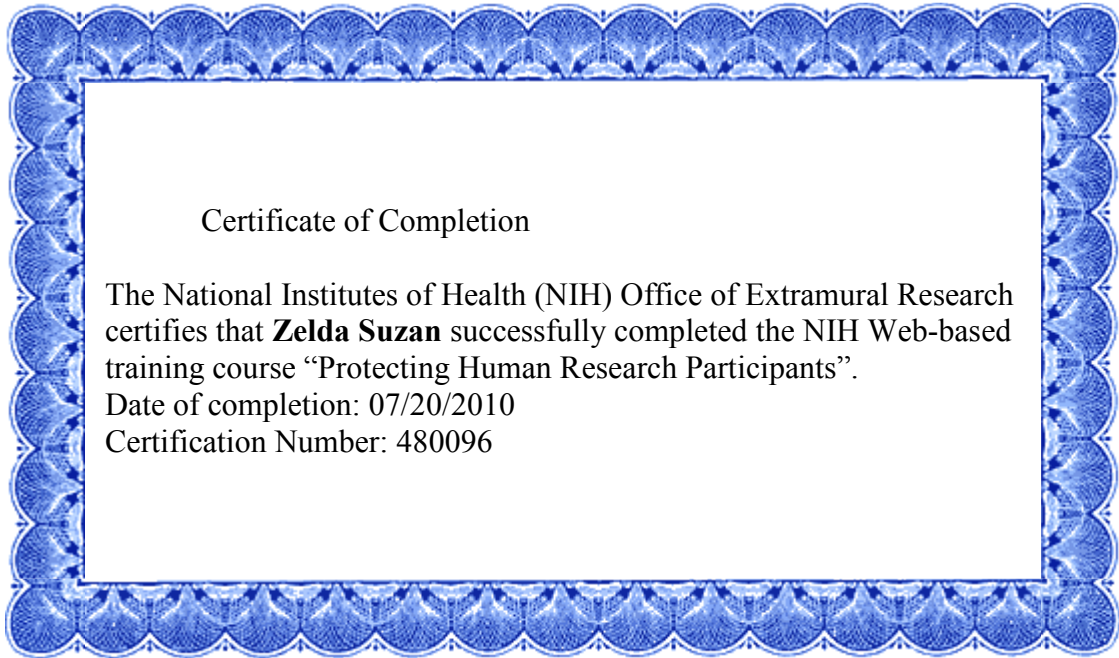 Certificate of Completion
The National Institutes of Health (NIH) Office of Extramural Research
certifies that Zelda Suzan successfully completed the NIH Web-based
training course “Protecting Human Research Participants”.
Date of completion: 07/20/2010
Certification Number: 480096